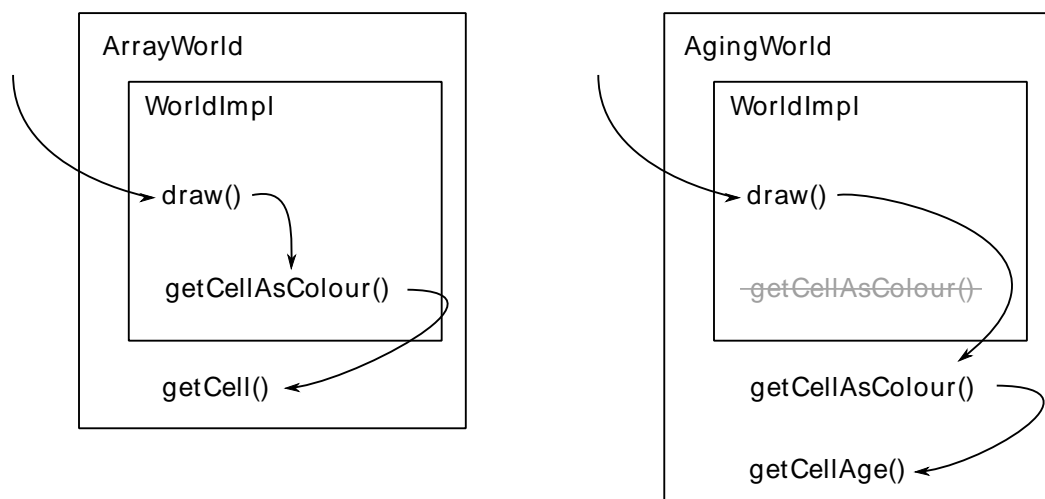 ArrayWorld
WorldImpl
draw()
getCellAsColour()
getCell()
AgingWorld
WorldImpl
draw()
getCellAsColour()
getCellAsColour()
getCellAge()